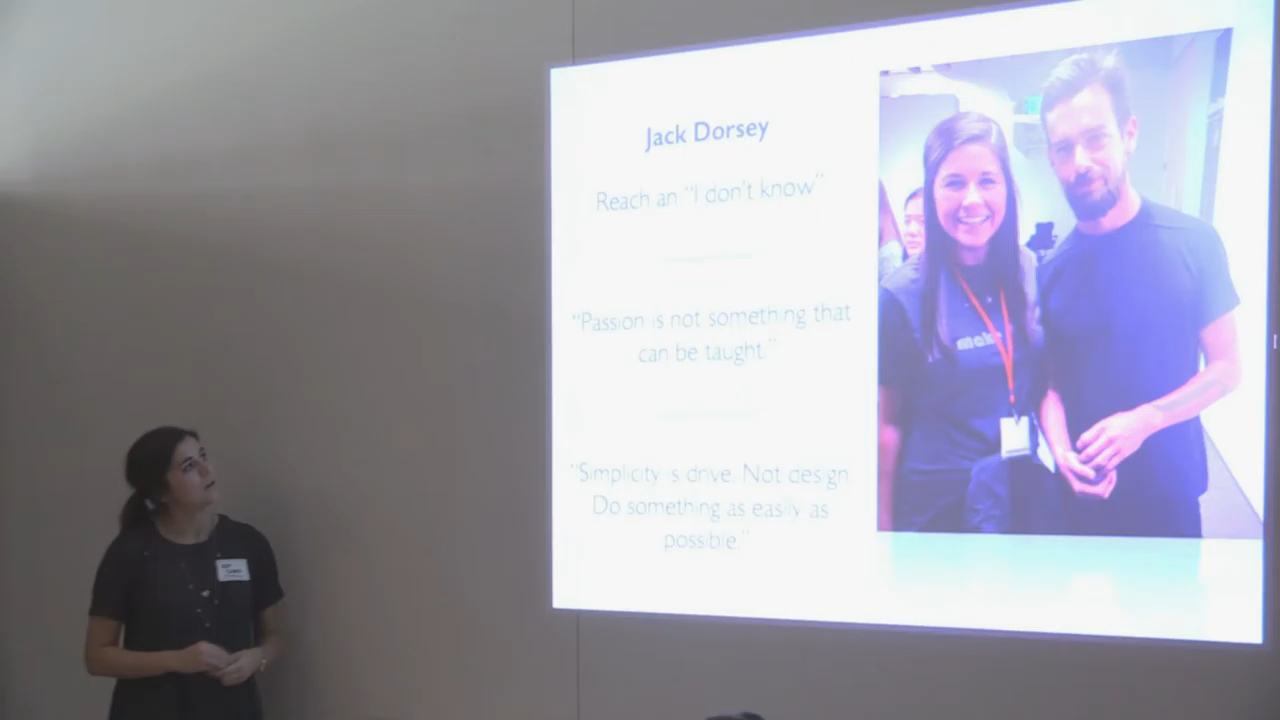 Jack Dorsey
Reach an "I don't know"
"Passion is not something that
can be taught."
"Simplicity is drive. Not design.
Do something as easily as
possible."
make